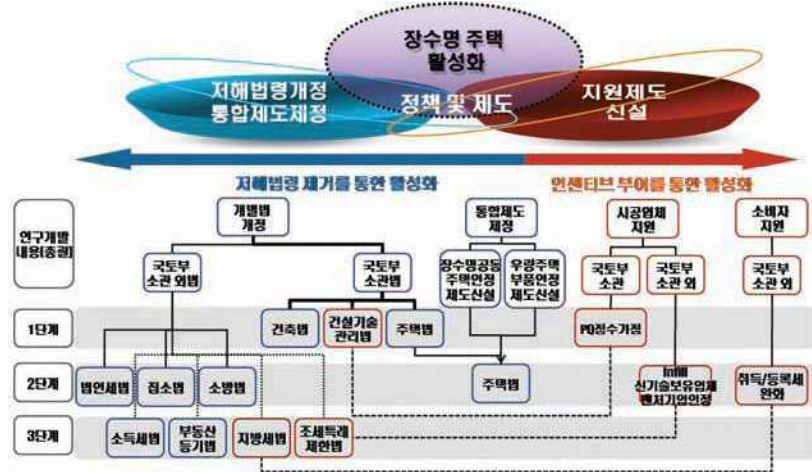 장수명 주택
활성화
저해법령개정
통합제도제정
정책 및 제도
지원제도
신설
저해법령 제거를 통한 활성화
인센티브 부여를 통한 활성화
연구개발
내용(총괄)
개별법
개정
통합제도
제정
시공업체
지원
소비자
지원
국토부
소관 외법
국토부
소관법
장수명공동
주택인정
제도신설
우량주택
부품인정
제도신설
국토부
소관
국토부
소관 외
국토부
소관 외
1단계
건축법
건설기술
관리법
주택법
PQ점수가점
2단계
법인세법
집소법
소방법
주택법
Infill
신기술보유업체
벤처기업인정
취득/등록세
완화
3단계
소득세법
부동산
등기법
지방세법
조세특례
제한법